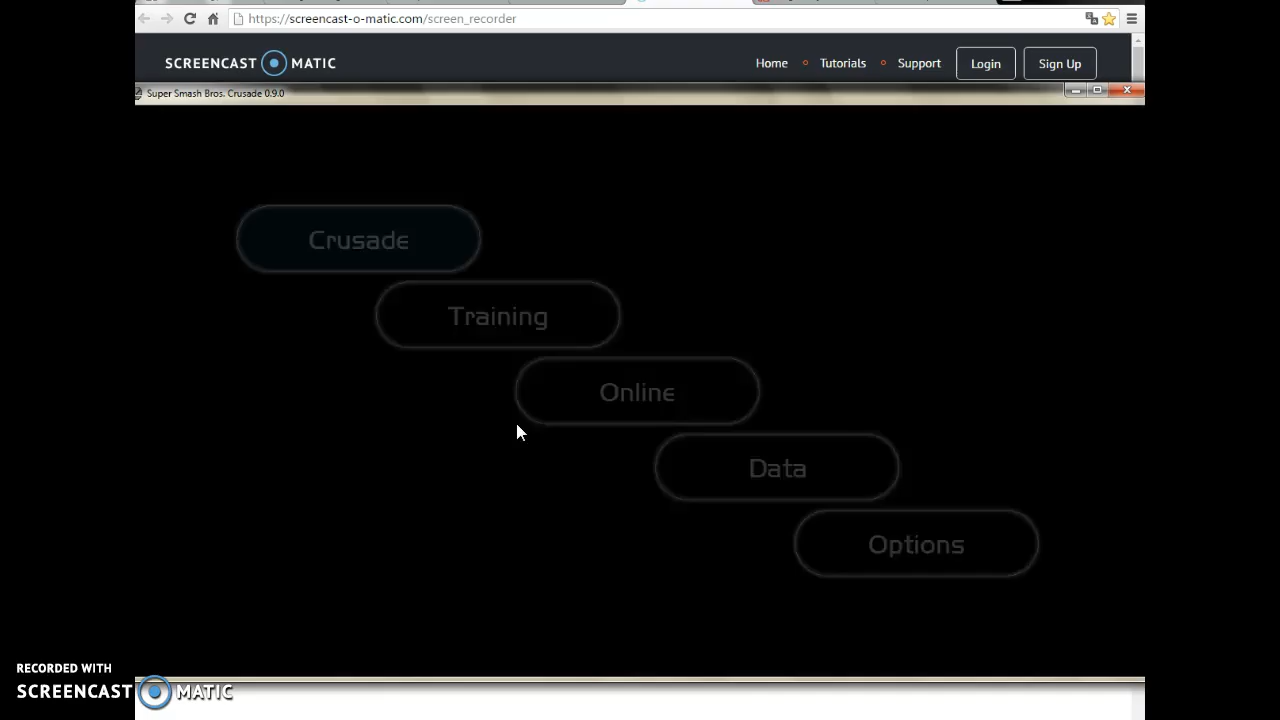 https://screencast-o-matic.com/screen_recorder
SCREENCAST MATIC
Home Tutorials Support Login Sign Up
Super Smash Bros. Crusade 0.9.0
Crusade
Training
Online
Data
Options
RECORDED WITH
SCREENCAST MATIC